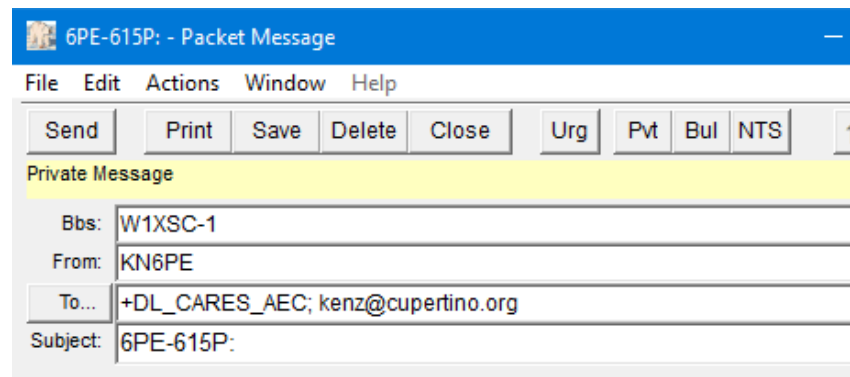 6PE-615P: - Packet Message
File Edit Actions Window Help
Send Print Save Delete Close Urg Pvt Bul NTS
Private Message
Bbs: W1XSC-1
From: KN6PE
To... +DL_CARES_AEC; kenz@cupertino.org
Subject: 6PE-615P: